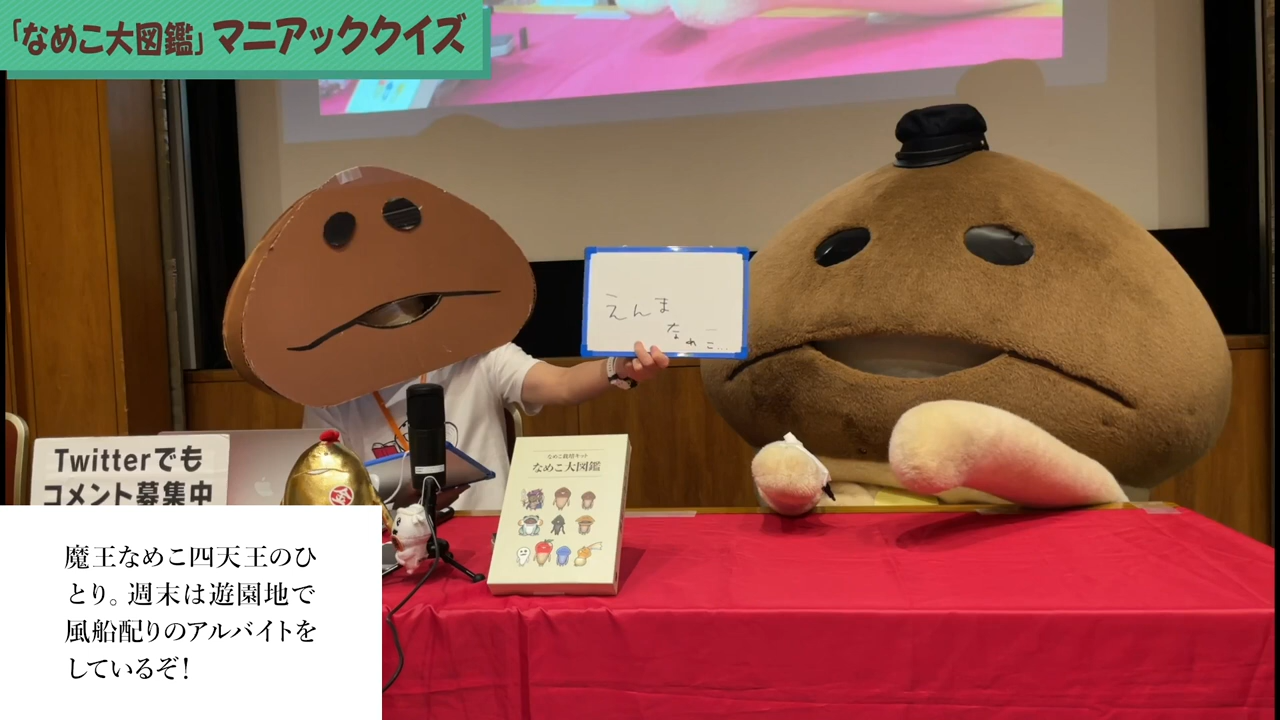 「なめこ大図鑑」マニアッククイズ
えんま
なめこ…
Twitterでも
コメント募集中
なめこ栽培キット
なめこ大図鑑
魔王なめこ四天王のひ
とり。週末は遊園地で
風船配りのアルバイトを
しているぞ！